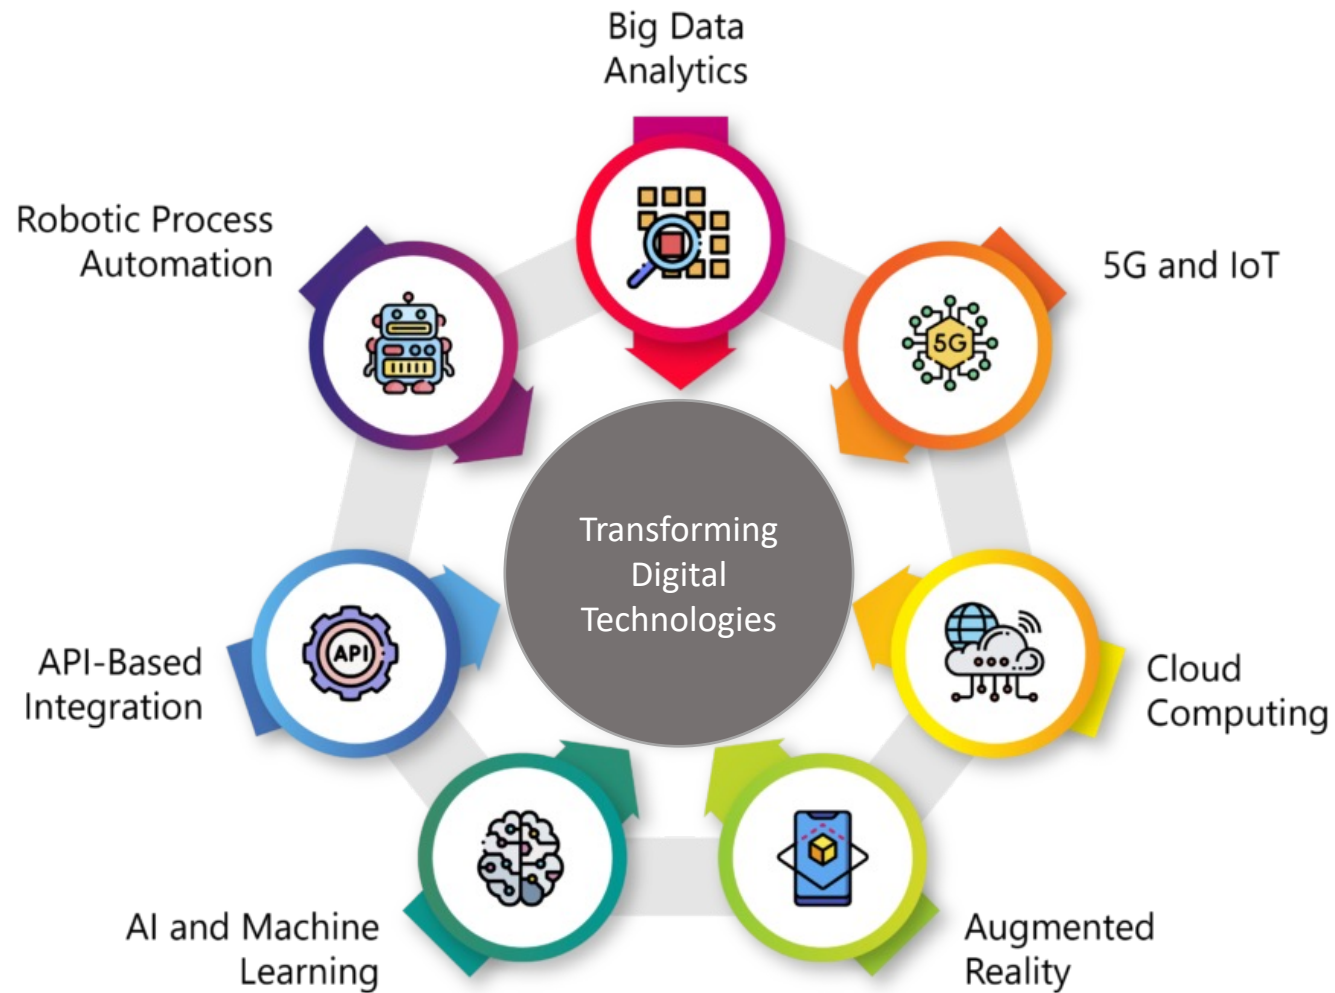 Big Data
Analytics
Robotic Process
Automation
5G and IoT
5G
Transforming
Digital
Technologies
API-Based
Integration
API
Cloud
Computing
AI and Machine
Learning
Augmented
Reality